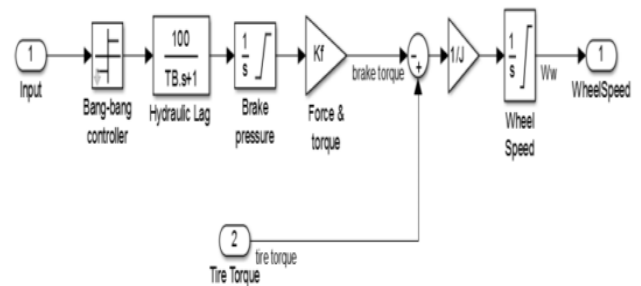 1
Input
Bang-bang
controller
100
TB.s+1
Hydraulic Lag
1
s
Brake
pressure
Kf
Force &
torque
brake torque
-
+
1/J
1
s
Wheel
Speed
Ww
1
WheelSpeed
2
Tire Torque
tire torque